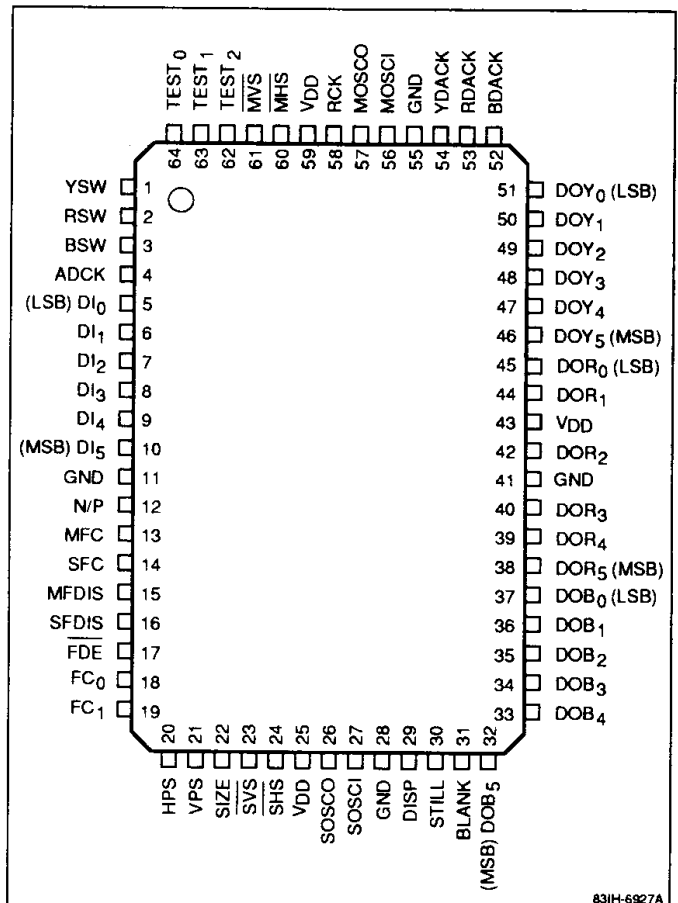 TEST0
TEST1
TEST2
MVS
MHS
VDD
RCK
MOSCO
MOSCI
GND
YDACK
RDACK
BDACK
64
63
62
61
60
59
58
57
56
55
54
53
52
YSW 1
RSW 2
BSW 3
ADCK 4
(LSB) DI0 5
DI1 6
DI2 7
DI3 8
DI4 9
(MSB) DI5 10
GND 11
N/P 12
MFC 13
SFC 14
MFDIS 15
SFDIS 16
FDE 17
FC0 18
FC1 19
51 DOY0 (LSB)
50 DOY1
49 DOY2
48 DOY3
47 DOY4
46 DOY5 (MSB)
45 DOR0 (LSB)
44 DOR1
43 VDD
42 DOR2
41 GND
40 DOR3
39 DOR4
38 DOR5 (MSB)
37 DOB0 (LSB)
36 DOB1
35 DOB2
34 DOB3
33 DOB4
20
21
22
23
24
25
26
27
28
29
30
31
32
HPS
VPS
SIZE
SVS
SHS
VDD
SOSCO
SOSCI
GND
DISP
STILL
BLANK
(MSB) DOB5
83IH-6927A